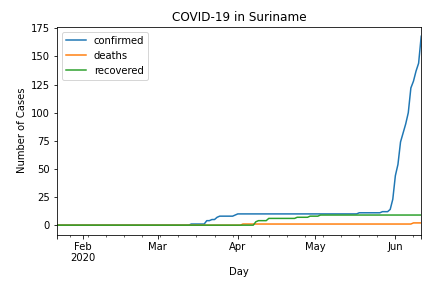 COVID-19 in Suriname
175
150
125
100
75
50
25
0
Number of Cases
confirmed
deaths
recovered
Feb
2020
Mar
Apr
May
Jun
Day